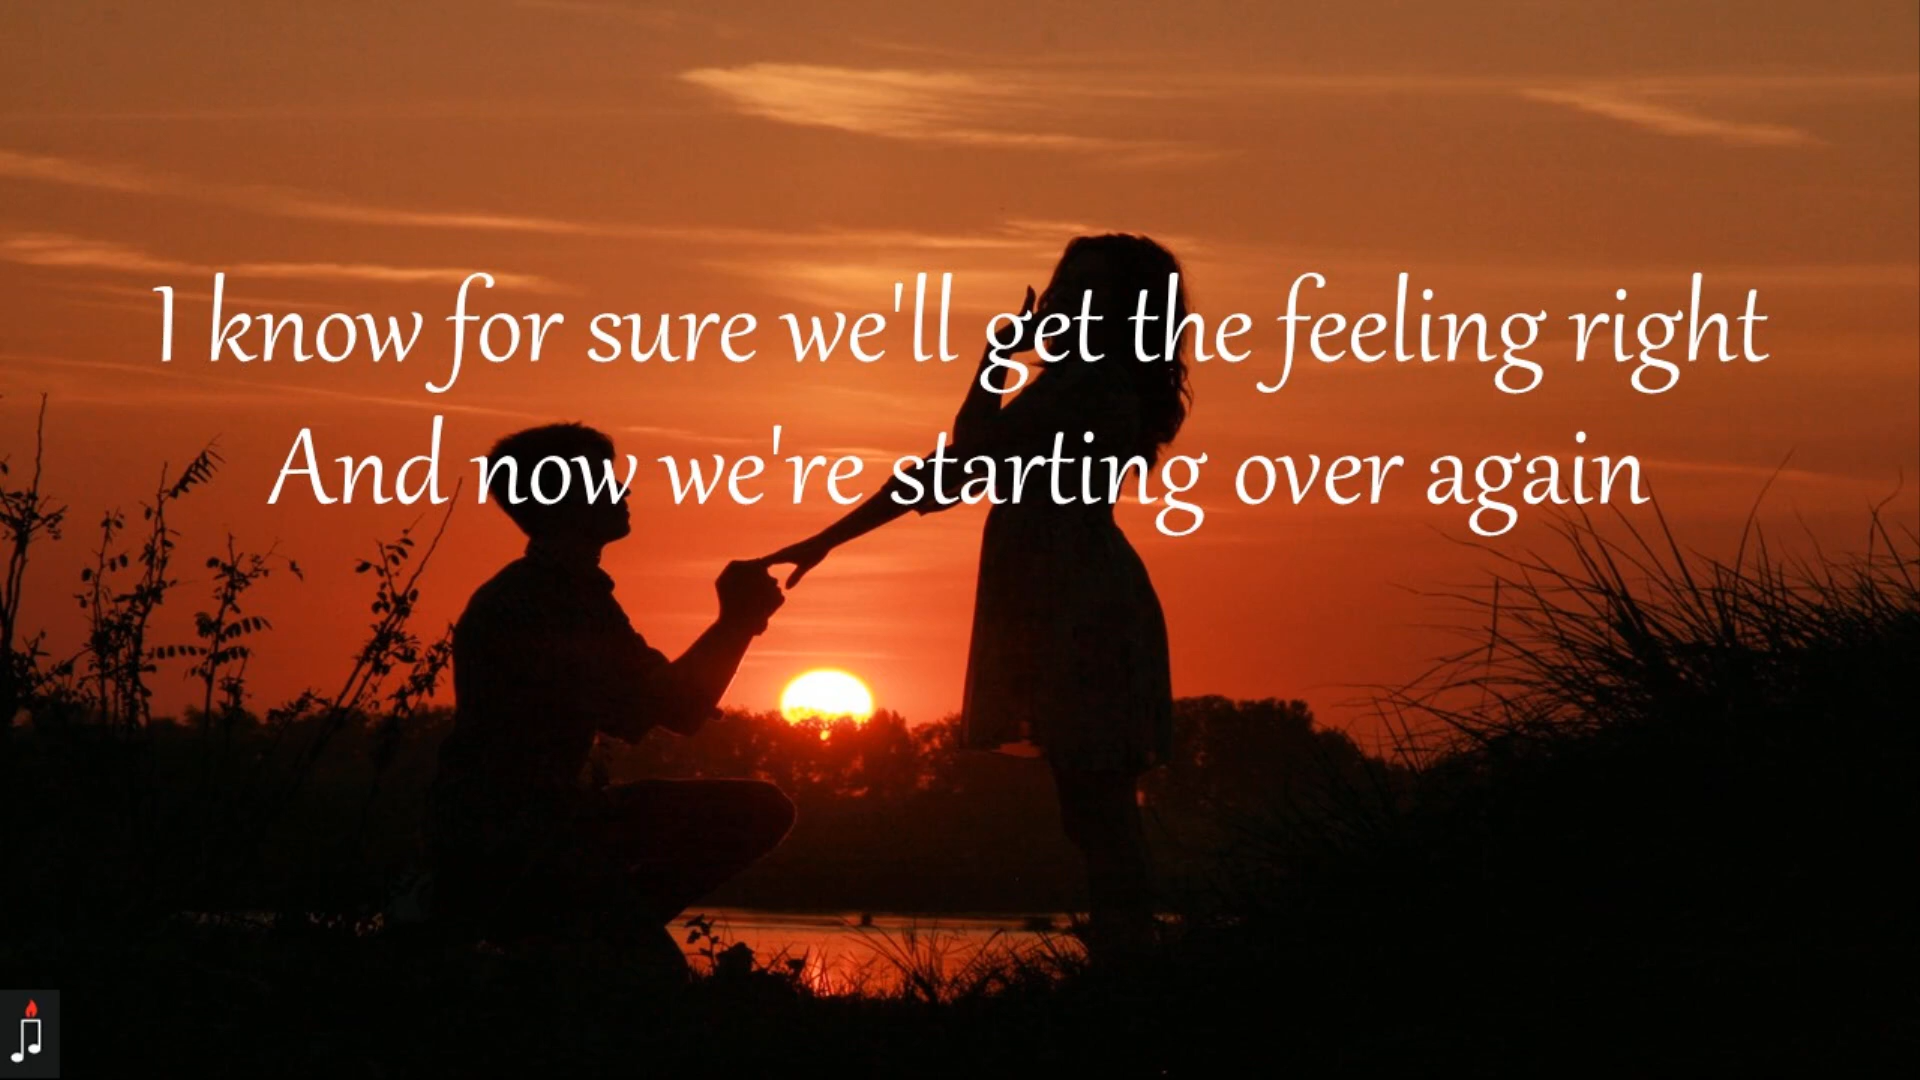 I know for sure we'll get the feeling right
And now we're starting over again